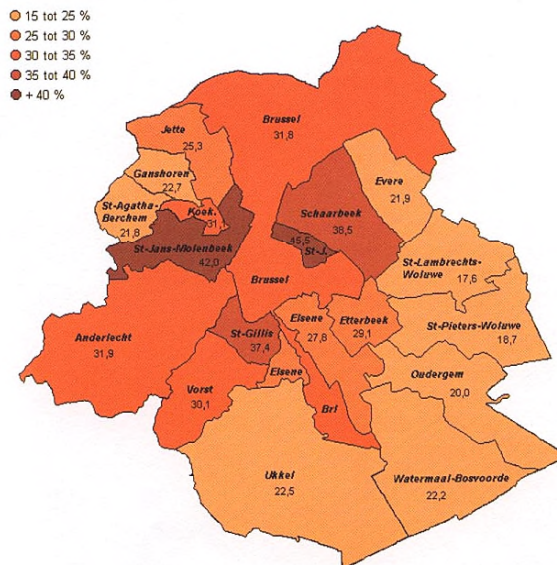 15 tot 25 %
25 tot 30 %
30 tot 35 %
35 tot 40 %
+ 40 %
Brussel
31,8
Jette
25,3
Ganshoren
22,7
Evere
21,9
St-Agatha-
Berchem
21,8
Koek.
31,1
Schaarbeek
38,5
St-Jans-Molenbeek
42,0
45,5
St-J.
St-Lambrechts-
Woluwe
17,6
Brussel
Anderlecht
31,9
St-Gillis
37,4
Elsene
27,8
Etterbeek
29,1
St-Pieters-Woluwe
18,7
Elsene
Vorst
30,1
Brl
Oudergem
20,0
Ukkel
22,5
Watermaal-Bosvoorde
22,2